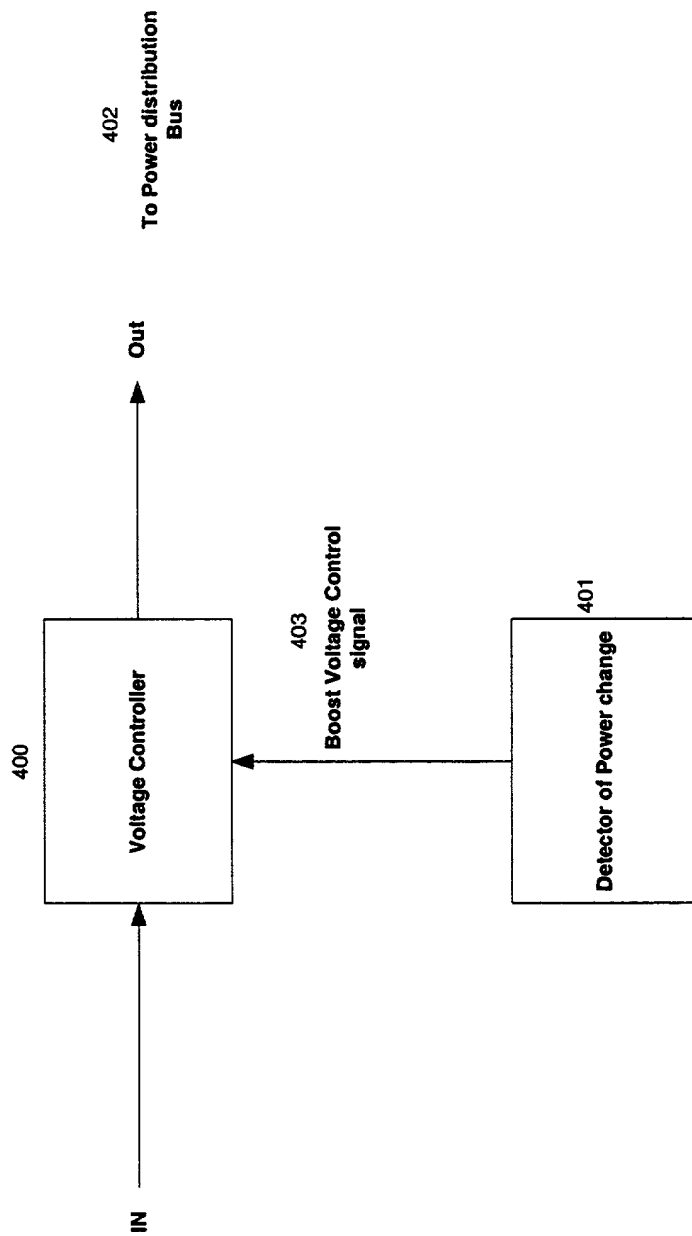 400
Voltage Controller
IN
Out
402
To Power distribution
Bus
403
Boost Voltage Control
signal
401
Detector of Power change